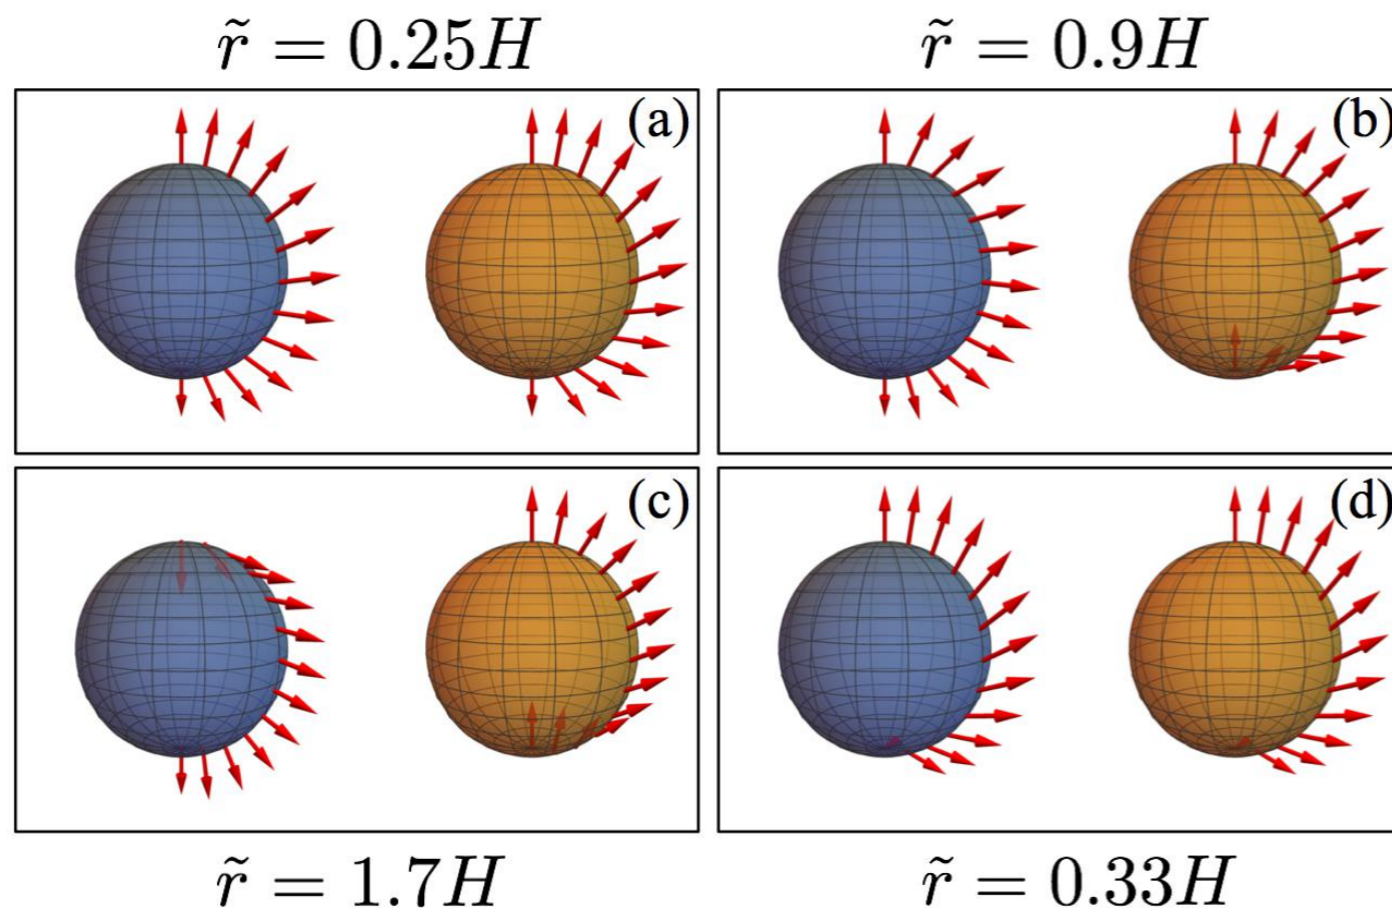 r̃ = 0.25H
r̃ = 0.9H
(a)
(b)
(c)
(d)
r̃ = 1.7H
r̃ = 0.33H